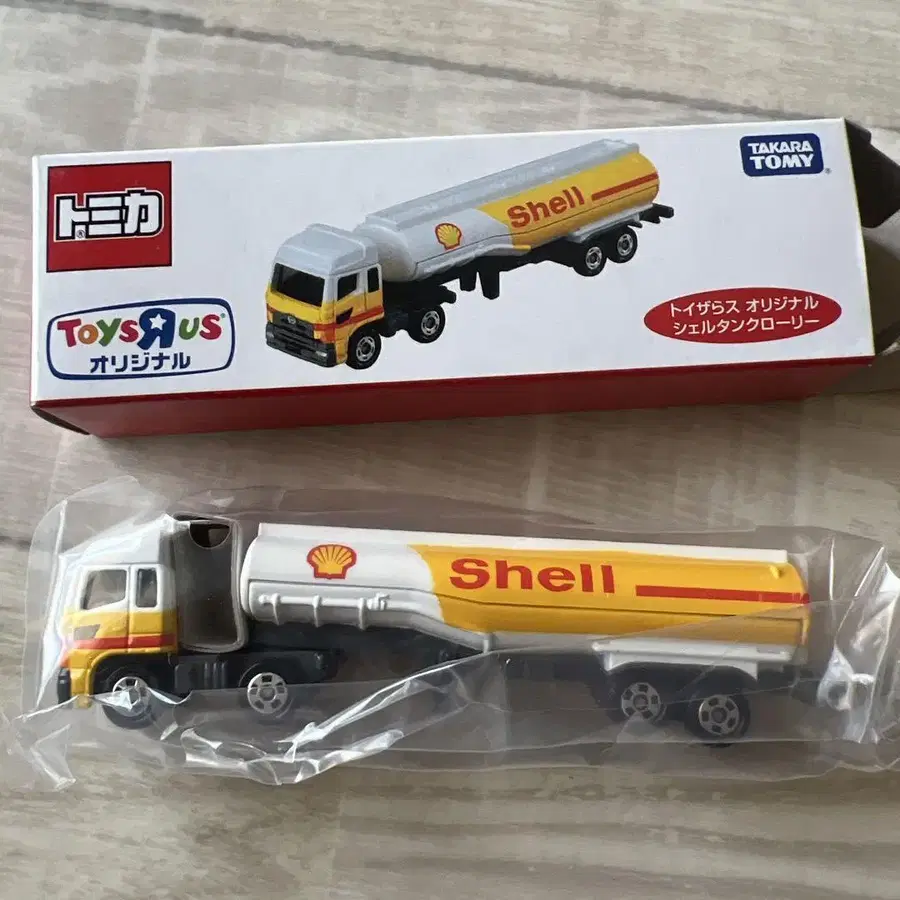 トミカ®
TOYSЯUS®
オリジナル
Shell
TAKARA
TOMY®
トイザらス オリジナル
シェルタンクローリー
Shell